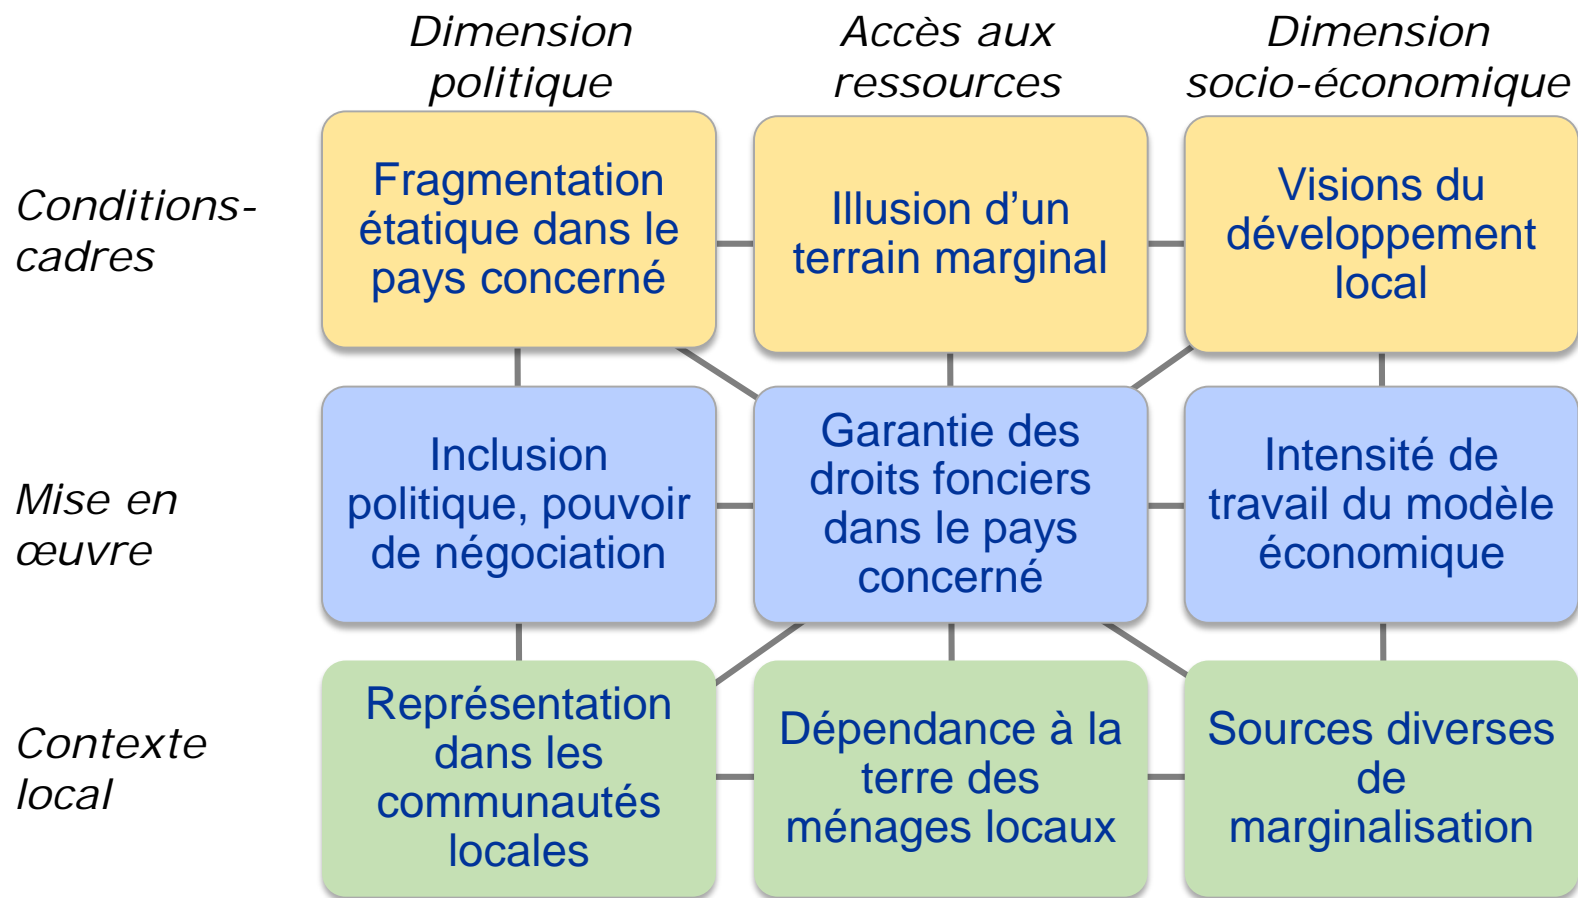 Dimension
politique
Accès aux
ressources
Dimension
socio-économique
Conditions-
cadres
Fragmentation
étatique dans le
pays concerné
Illusion d’un
terrain marginal
Visions du
développement
local
Mise en
œuvre
Inclusion
politique, pouvoir
de négociation
Garantie des
droits fonciers
dans le pays
concerné
Intensité de
travail du modèle
économique
Contexte
local
Représentation
dans les
communautés
locales
Dépendance à la
terre des
ménages locaux
Sources diverses
de
marginalisation